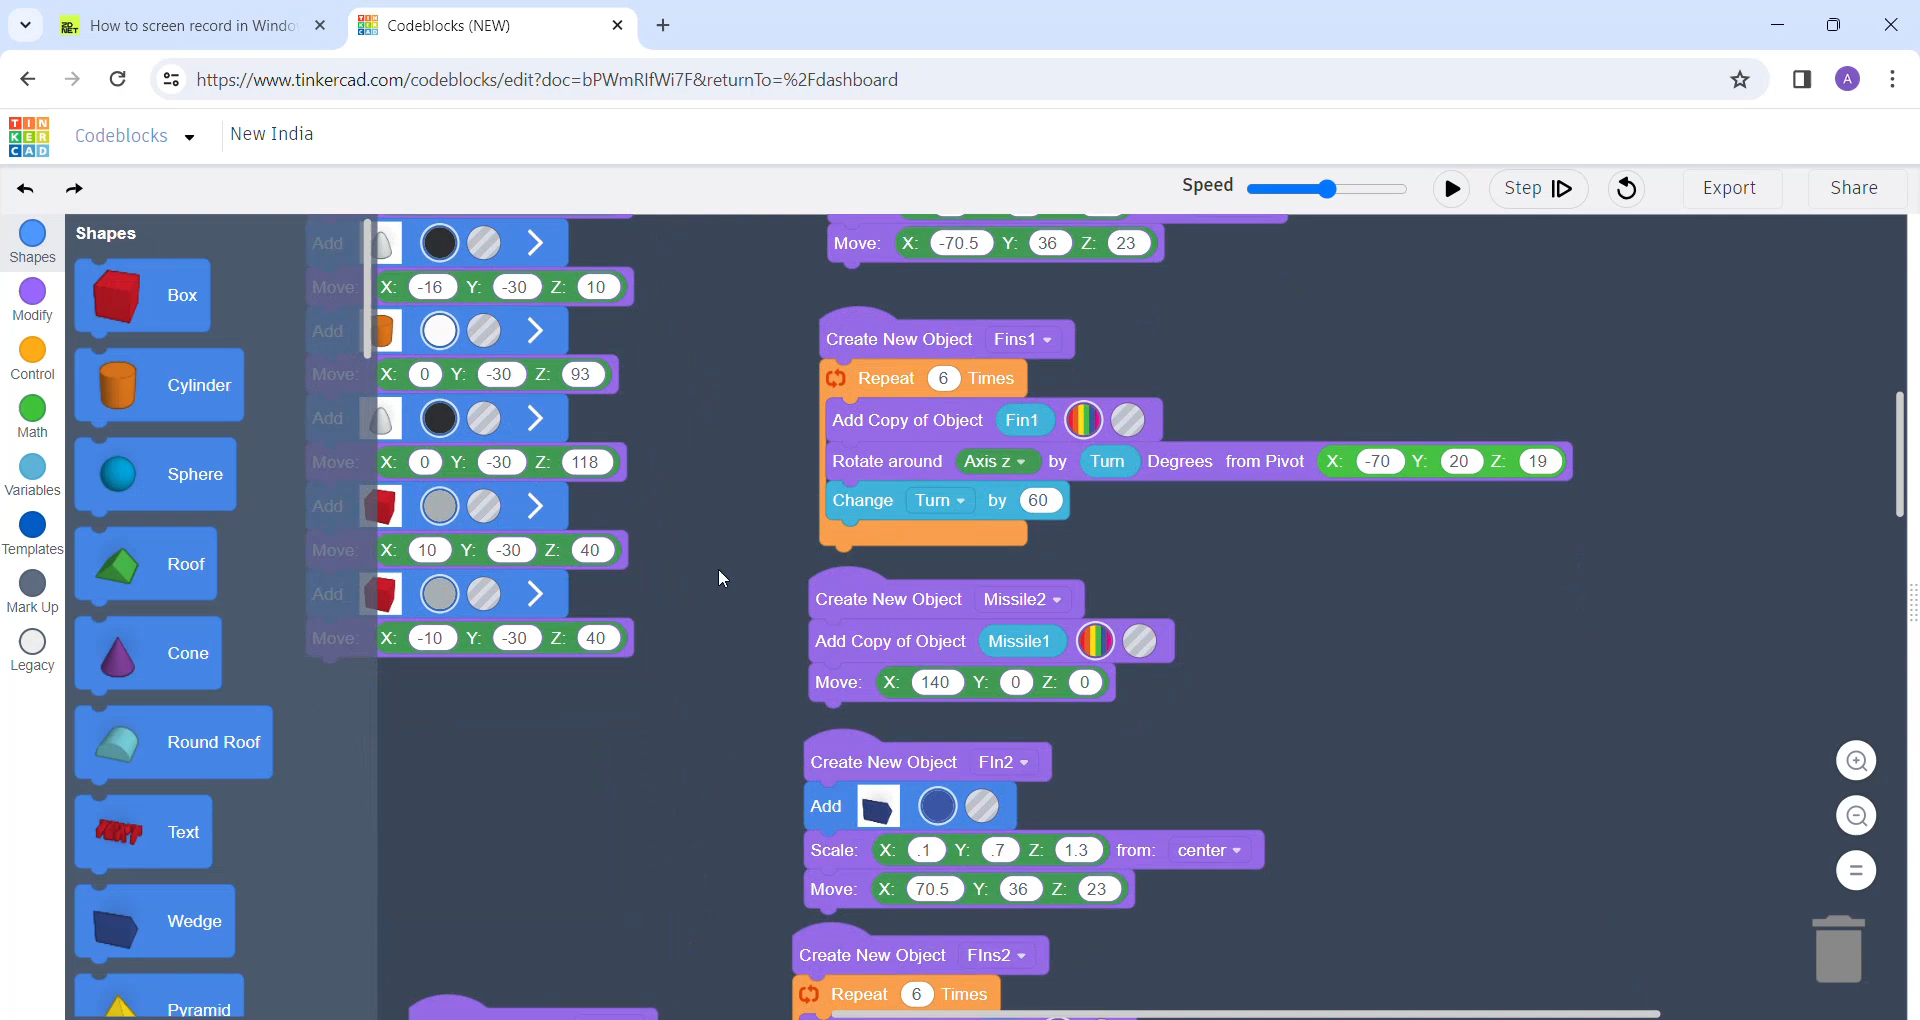 How to screen record in Windo
Codeblocks (NEW)
https://www.tinkercad.com/codeblocks/edit?doc=bPWmRlfWi7F&returnTo=%2Fdashboard
A
TIN
KER
CAD
Codeblocks
New India
Speed
Step
Export
Share
Shapes
Modify
Control
Math
Variables
Templates
Mark Up
Legacy
Shapes
Box
Cylinder
Sphere
Roof
Cone
Round Roof
Text
Wedge
Pyramid
Add
Move: X: -16 Y: -30 Z: 10
Add
Move: X: 0 Y: -30 Z: 93
Add
Move: X: 0 Y: -30 Z: 118
Add
Move: X: 10 Y: -30 Z: 40
Add
Move: X: -10 Y: -30 Z: 40
Move: X: -70.5 Y: 36 Z: 23
Create New Object Fins1
Repeat 6 Times
Add Copy of Object Fin1
Rotate around Axis z by Turn Degrees from Pivot X: -70 Y: 20 Z: 19
Change Turn by 60
Create New Object Missile2
Add Copy of Object Missile1
Move: X: 140 Y: 0 Z: 0
Create New Object FIn2
Add
Scale: X: .1 Y: .7 Z: 1.3 from: center
Move: X: 70.5 Y: 36 Z: 23
Create New Object FIns2
Repeat 6 Times